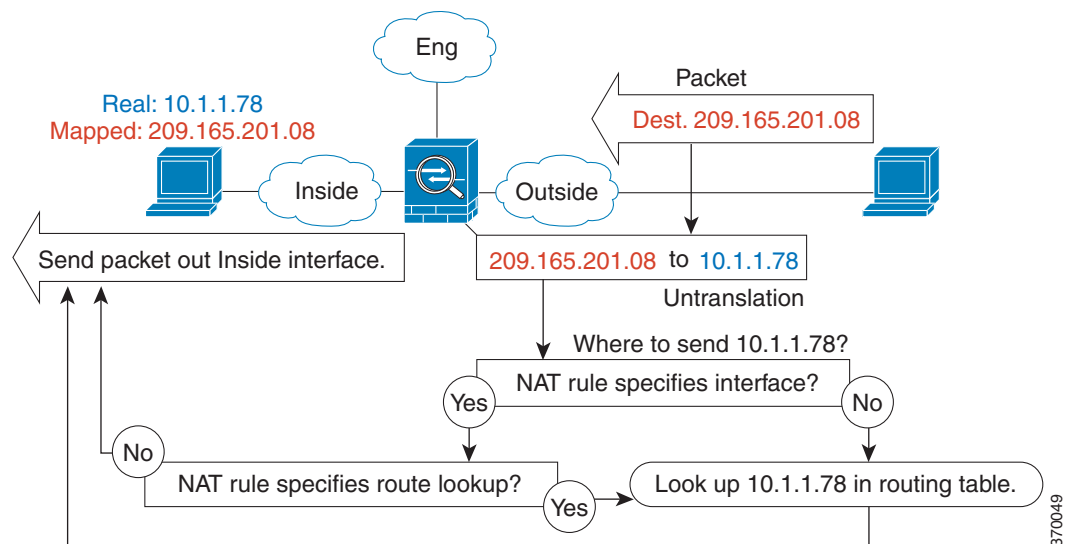 Eng
Packet
Real: 10.1.1.78
Mapped: 209.165.201.08
Dest. 209.165.201.08
Inside
Outside
Send packet out Inside interface.
209.165.201.08 to 10.1.1.78
Untranslation
Where to send 10.1.1.78?
NAT rule specifies interface?
Yes
No
No
NAT rule specifies route lookup?
Yes
Look up 10.1.1.78 in routing table.
370049